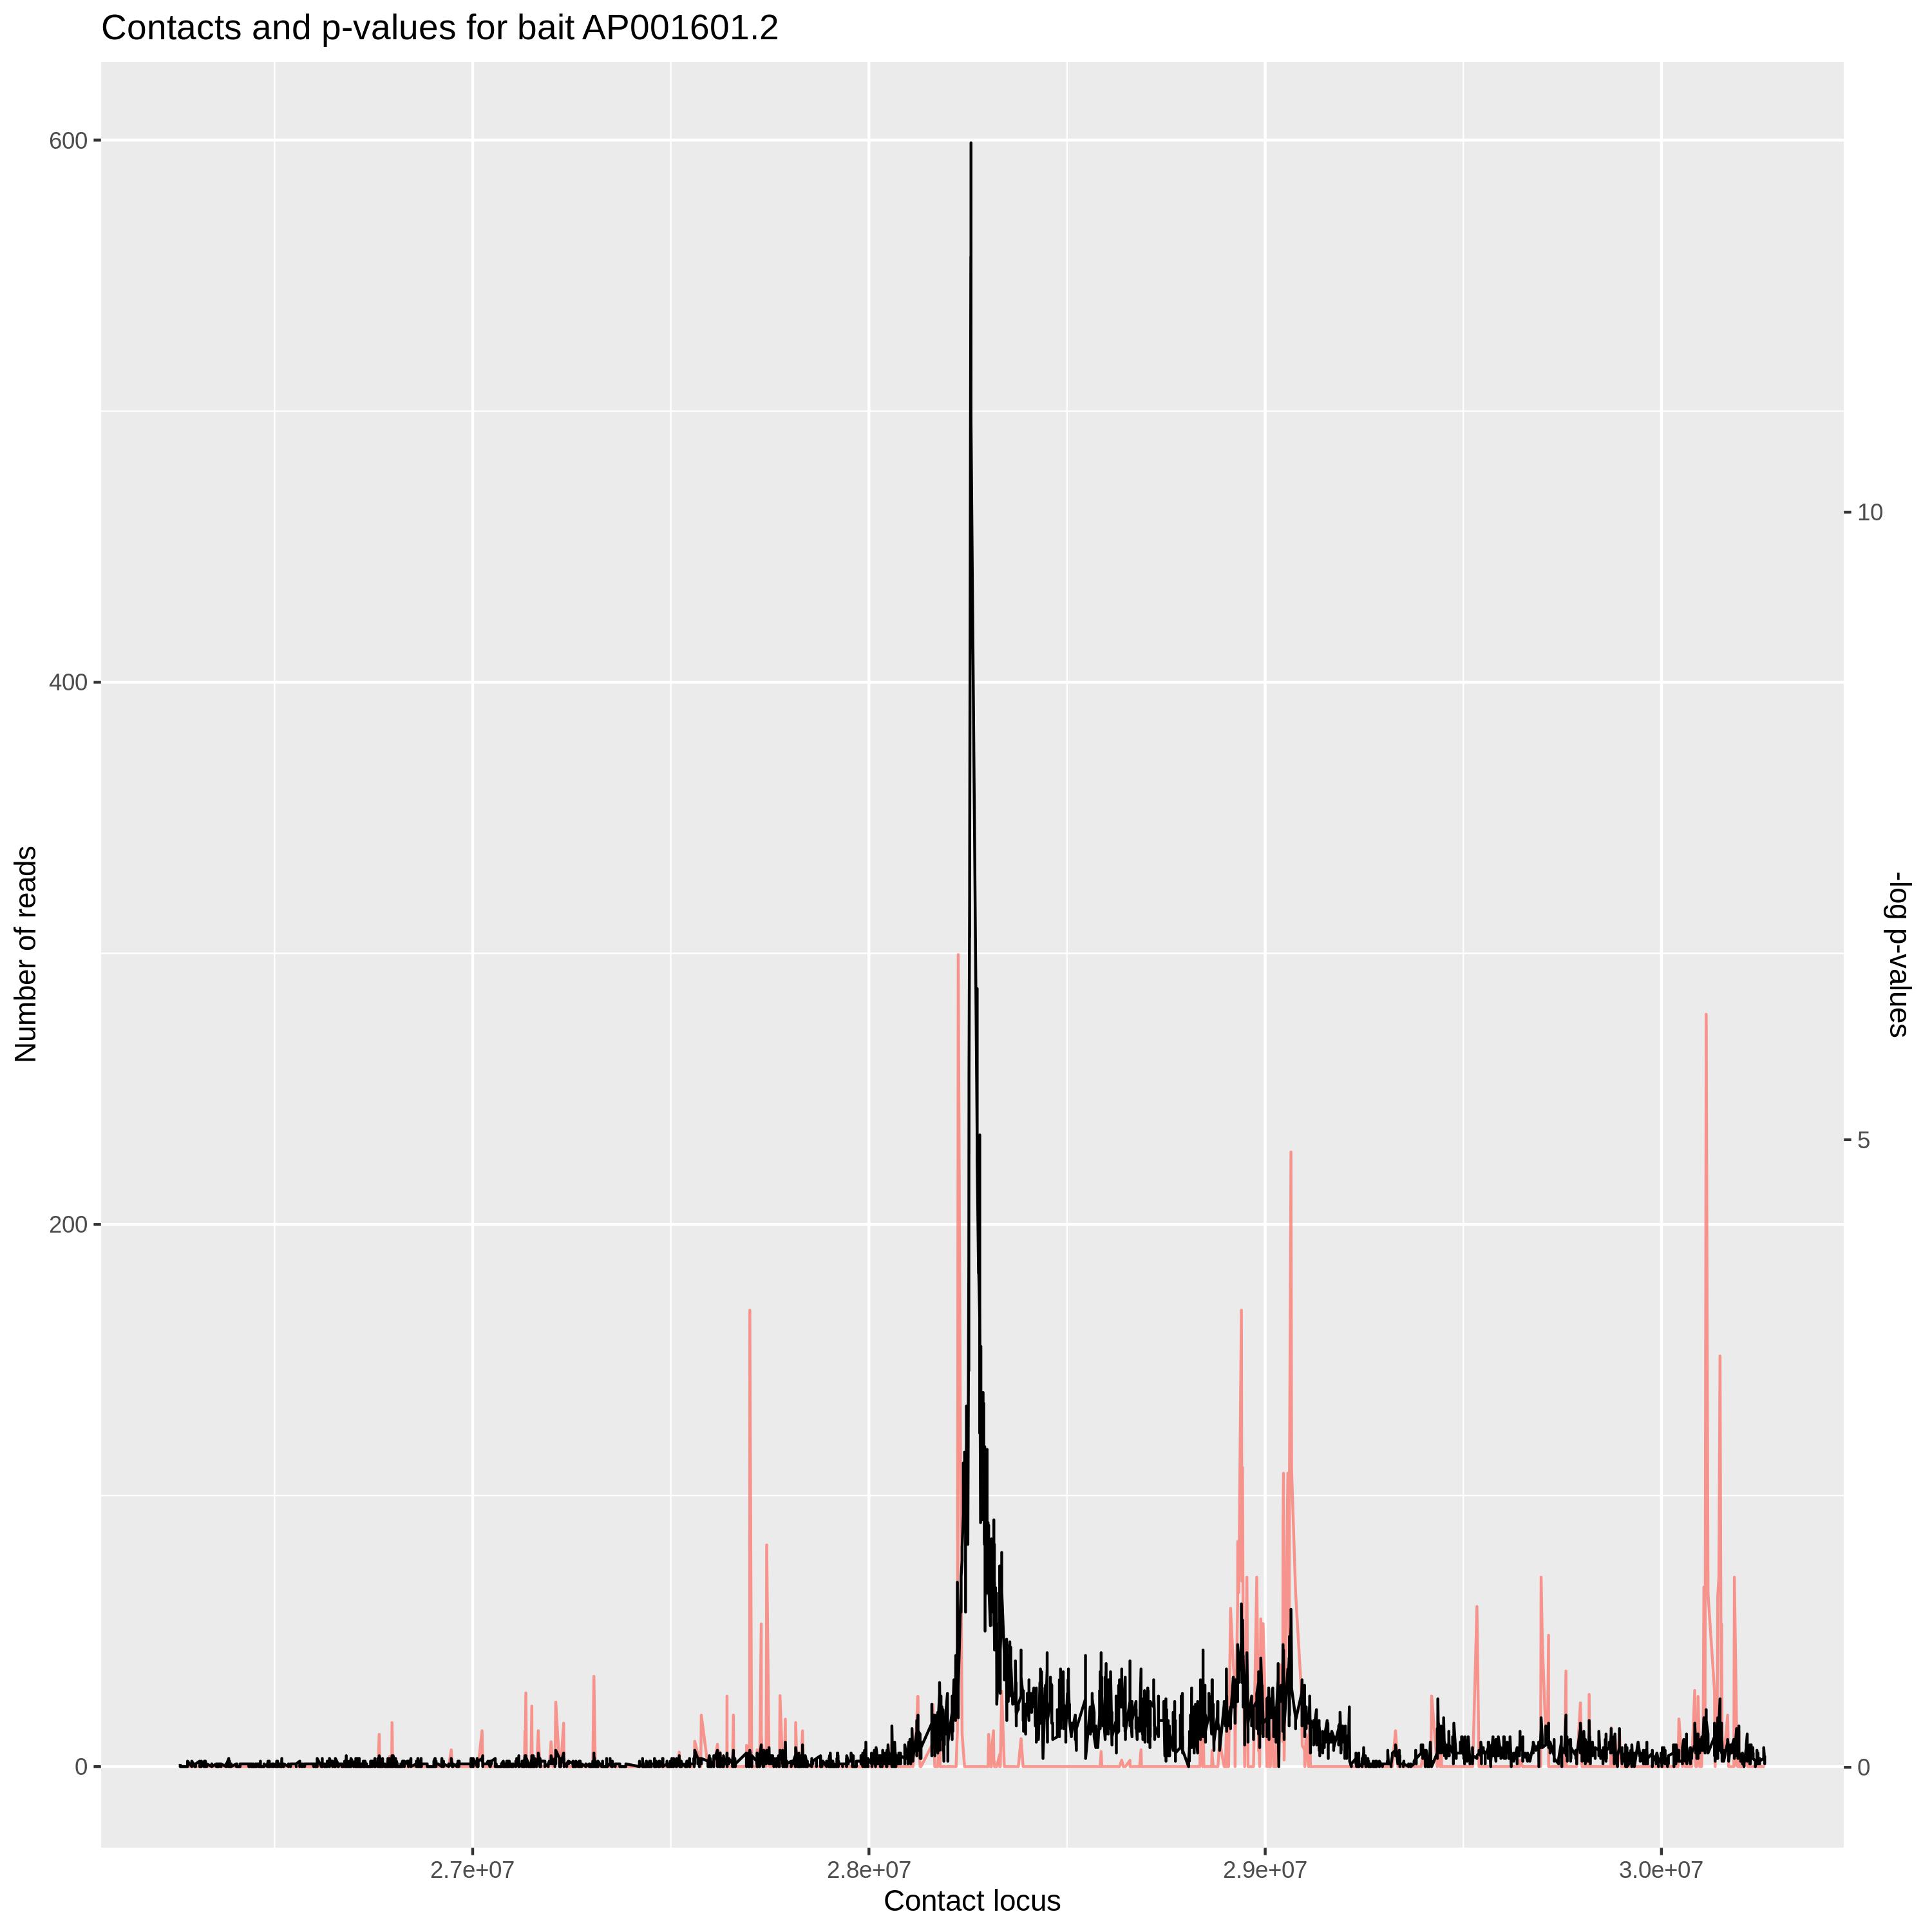 Contacts and p-values for bait AP001601.2
600
400
200
0
Number of reads
10
5
0
-log p-values
2.7e+07
2.8e+07
2.9e+07
3.0e+07
Contact locus